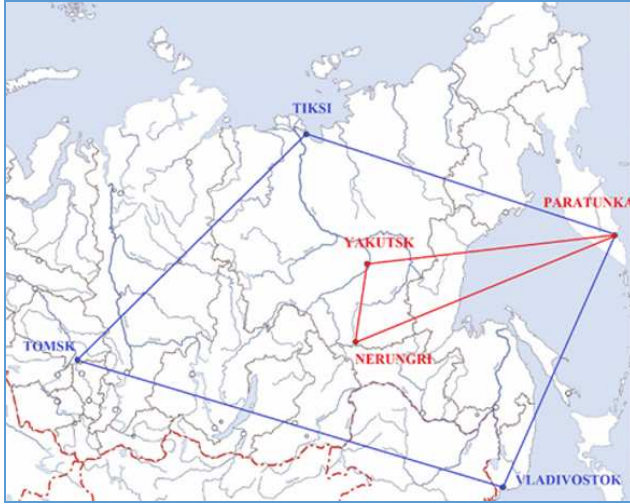 TIKSI
PARATUNKA
YAKUTSK
TOMSK
NERUNGRI
VLADIVOSTOK